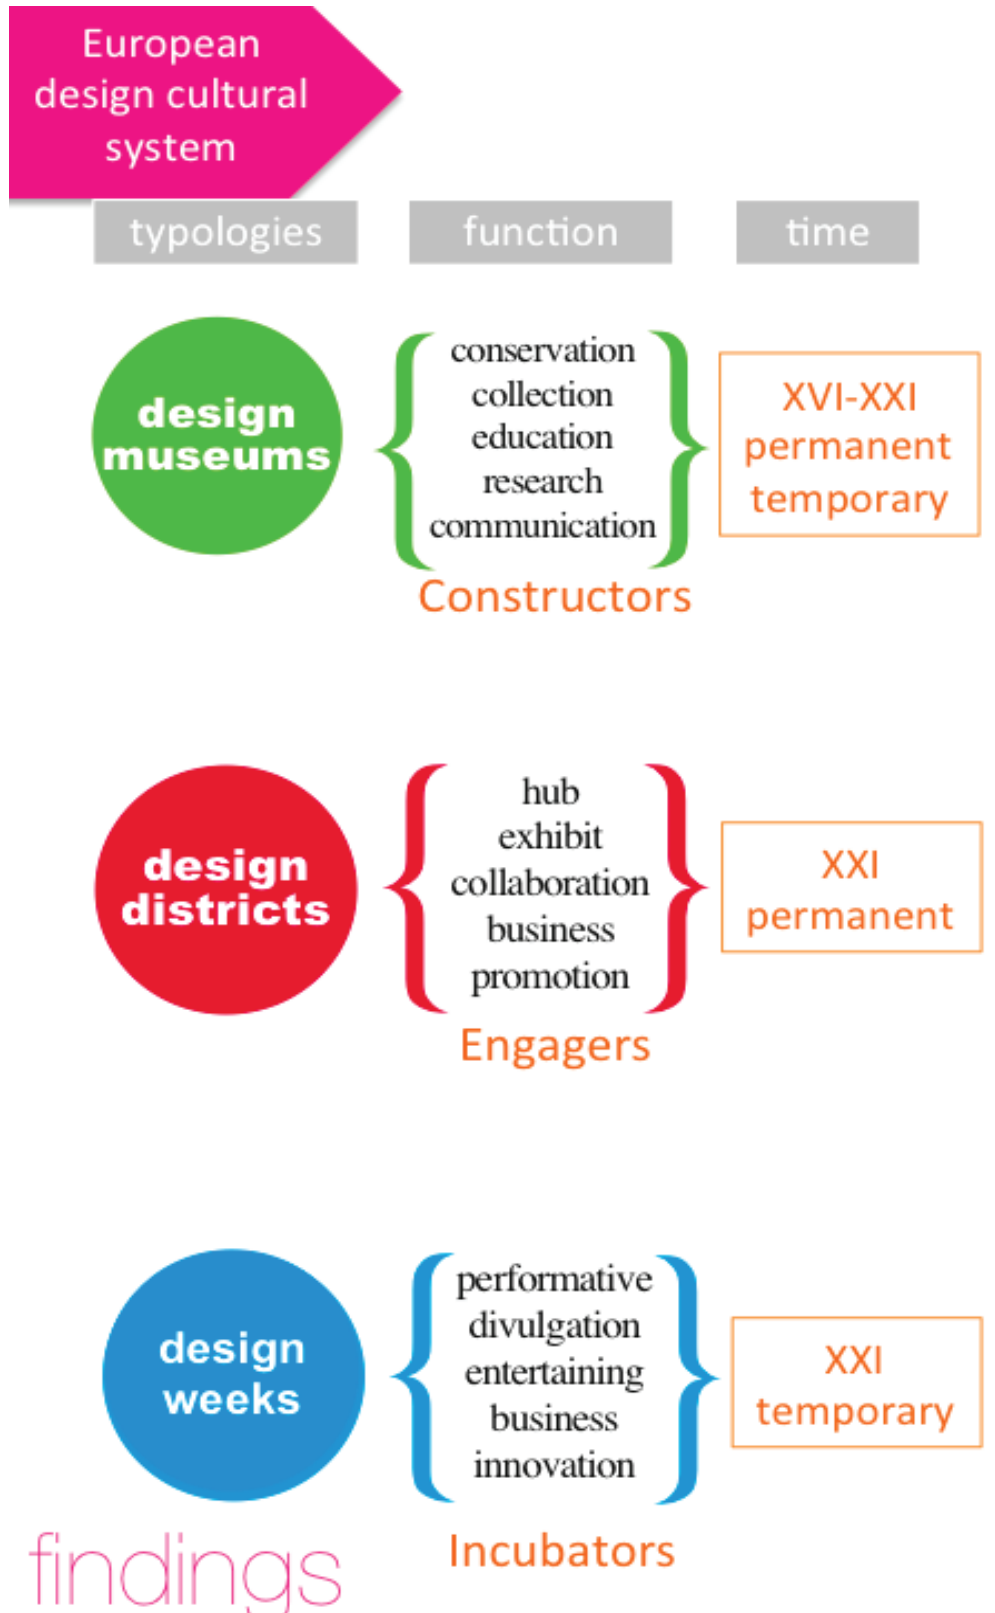 European
design cultural
system
typologies
function
time
design
museums
conservation
collection
education
research
communication
Constructors
XVI-XXI
permanent
temporary
design
districts
hub
exhibit
collaboration
business
promotion
Engagers
XXI
permanent
design
weeks
performative
divulgation
entertaining
business
innovation
Incubators
XXI
temporary
findings